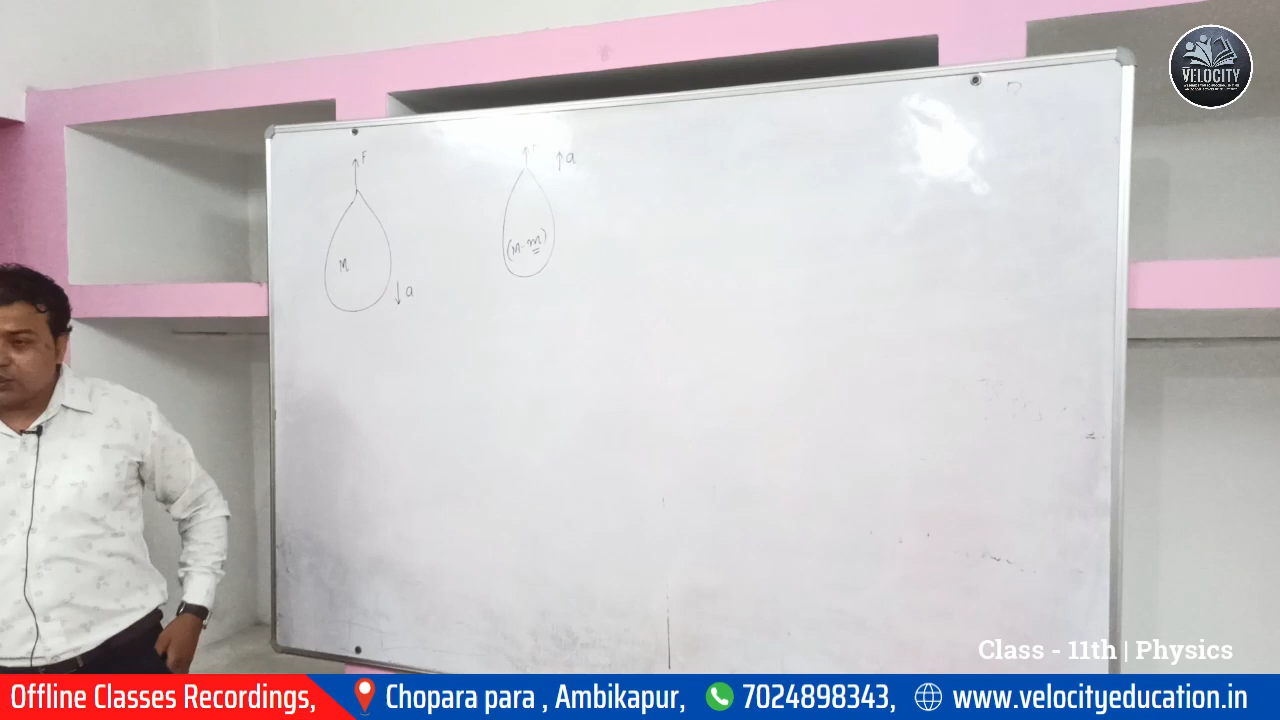 VELOCITY
F
M
a
a
(M-m)
Class - 11th | Physics
Offline Classes Recordings, Chopara para , Ambikapur, 7024898343, www.velocityeducation.in